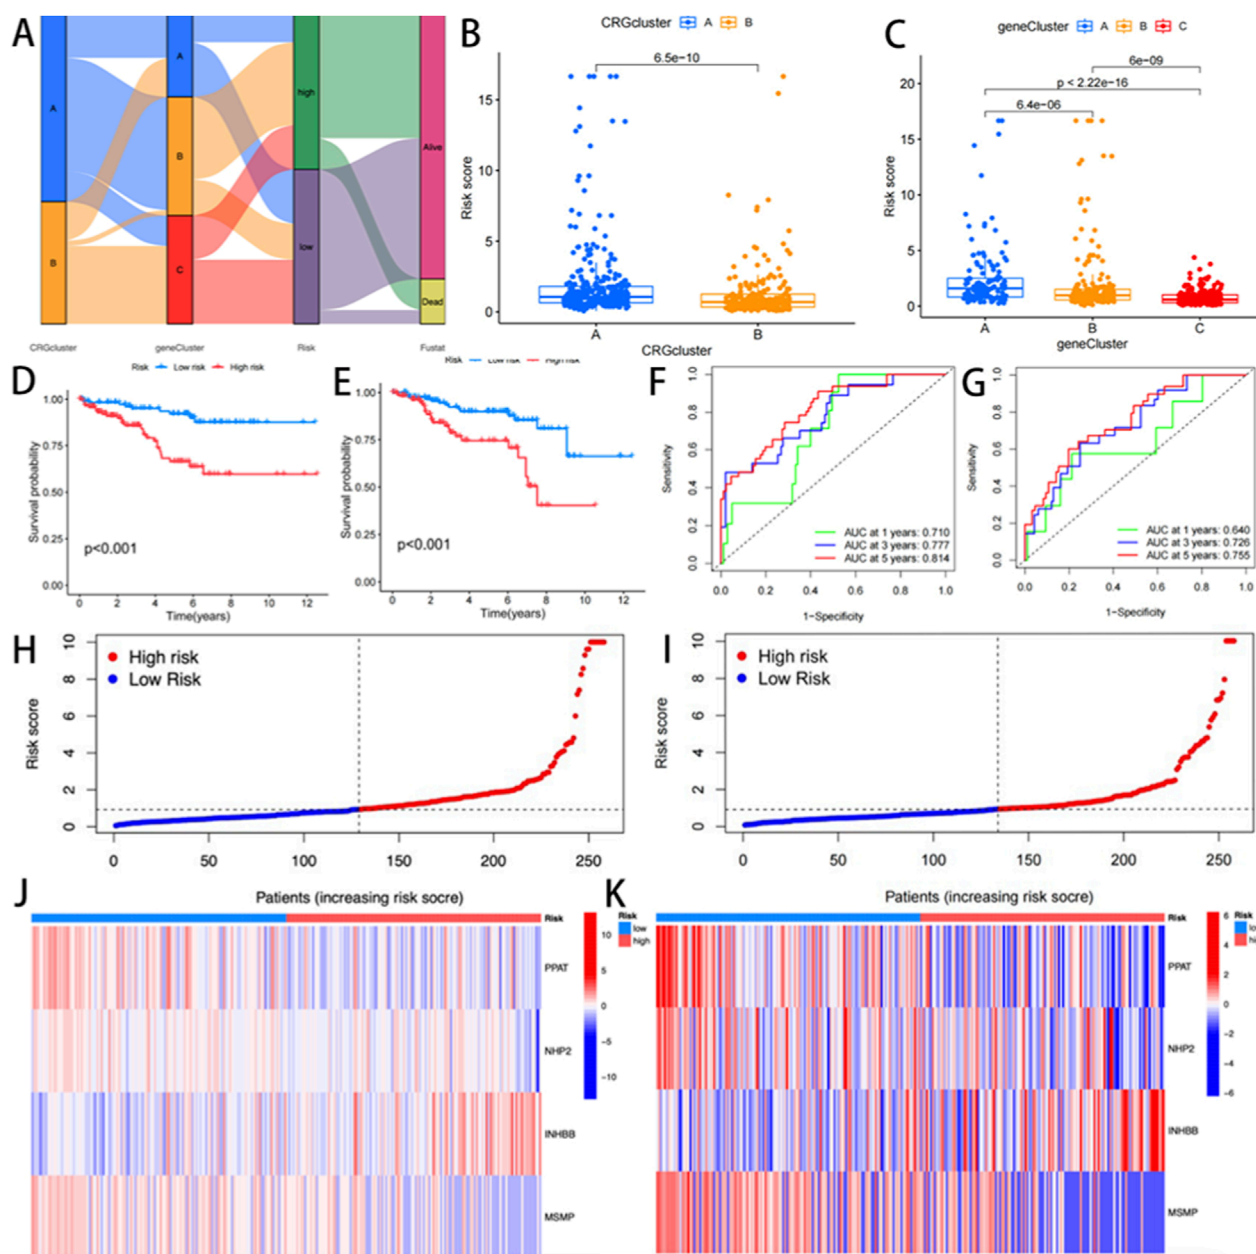 A
A
B
A
B
C
high
low
Alive
Dead
CRGcluster
geneCluster
Risk
Fustat
B
CRGcluster A B
6.5e-10
Risk score
15
10
5
0
A
B
CRGcluster
C
geneCluster A B C
6e-09
p < 2.22e-16
6.4e-06
Risk score
20
15
10
5
0
A
B
C
geneCluster
D
Risk Low risk High risk
Survival probability
1.00
0.75
0.50
0.25
0.00
p<0.001
0 2 4 6 8 10 12
Time(years)
E
Risk Low risk High risk
Survival probability
1.00
0.75
0.50
0.25
0.00
p<0.001
0 2 4 6 8 10 12
Time(years)
F
Sensitivity
1.0
0.8
0.6
0.4
0.2
0.0
AUC at 1 years: 0.710
AUC at 3 years: 0.777
AUC at 5 years: 0.814
0.0 0.2 0.4 0.6 0.8 1.0
1-Specificity
G
Sensitivity
1.0
0.8
0.6
0.4
0.2
0.0
AUC at 1 years: 0.640
AUC at 3 years: 0.726
AUC at 5 years: 0.755
0.0 0.2 0.4 0.6 0.8 1.0
1-Specificity
H
High risk
Low Risk
Risk score
10
8
6
4
2
0
0 50 100 150 200 250
Patients (increasing risk socre)
I
High risk
Low Risk
Risk score
10
8
6
4
2
0
0 50 100 150 200 250
Patients (increasing risk socre)
J
Risk
PPAT
NHP2
INHBB
MSMP
10
5
0
-5
-10
Risk
low
high
K
Risk
PPAT
NHP2
INHBB
MSMP
6
4
2
0
-2
-4
-6
Risk
lo
hi